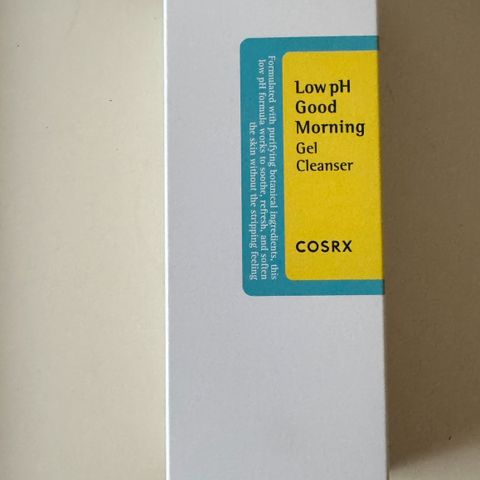 Low pH
Good
Morning
Gel
Cleanser
COSRX
Formulated with purifying botanical ingredients, this
low pH formula works to soothe, refresh, and soften
the skin without the stripping feeling